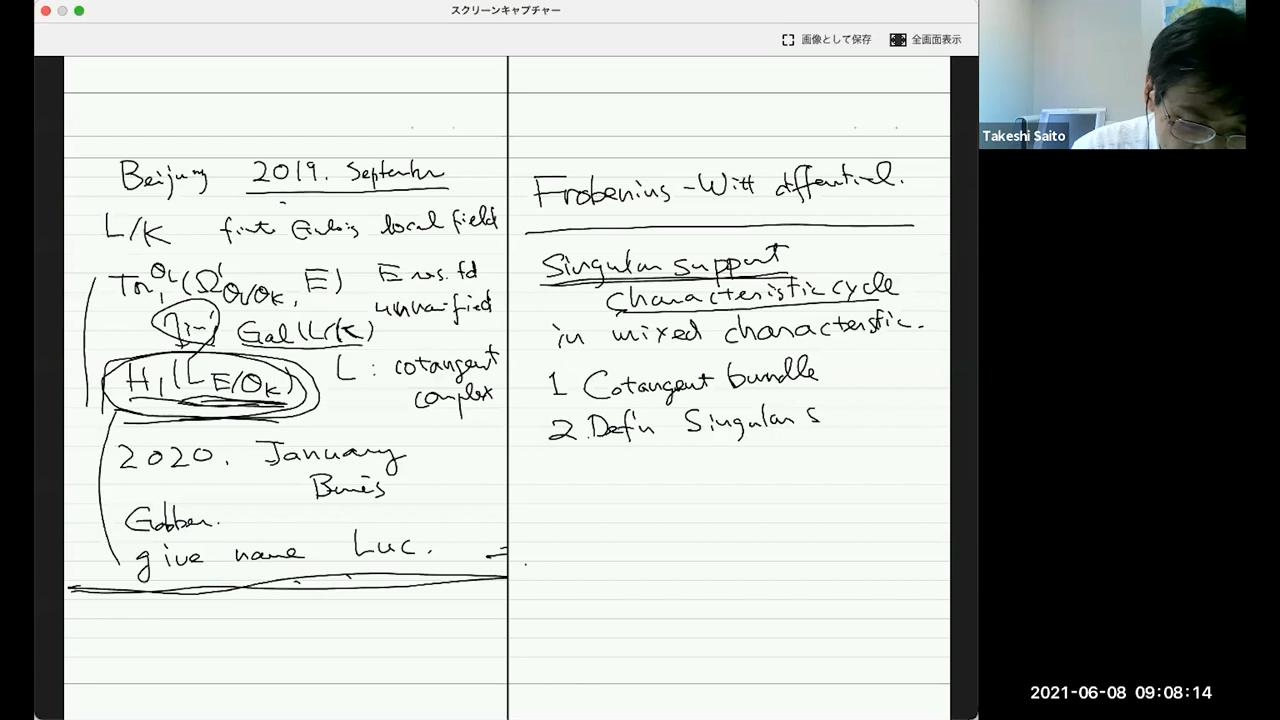 スクリーンキャプチャー
画像として保存 全画面表示
Beijing 2019. September
L/K finite Galois local field
Tor₁^{O_L}(Ω¹_{O_L/O_K}, E) E res. fd
unramified
Gal(L/K)
H₁(L_{E/O_K}) L : cotangent
complex
2020. January
Gabber.
give name Luc.
Frobenius-Witt differential.
Singular support
characteristic cycle
in mixed characteristic.
1 Cotangent bundle
2. Def'n Singular s
Takeshi Saito
2021-06-08 09:08:14